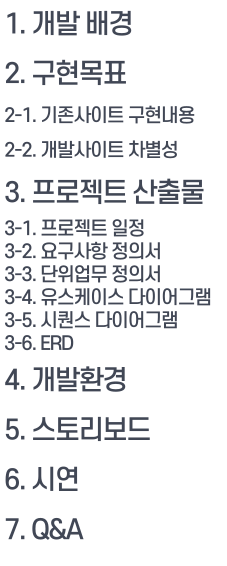 1. 개발 배경
2. 구현목표
2-1. 기존사이트 구현내용
2-2. 개발사이트 차별성
3. 프로젝트 산출물
3-1. 프로젝트 일정
3-2. 요구사항 정의서
3-3. 단위업무 정의서
3-4. 유스케이스 다이어그램
3-5. 시퀀스 다이어그램
3-6. ERD
4. 개발환경
5. 스토리보드
6. 시연
7. Q&A